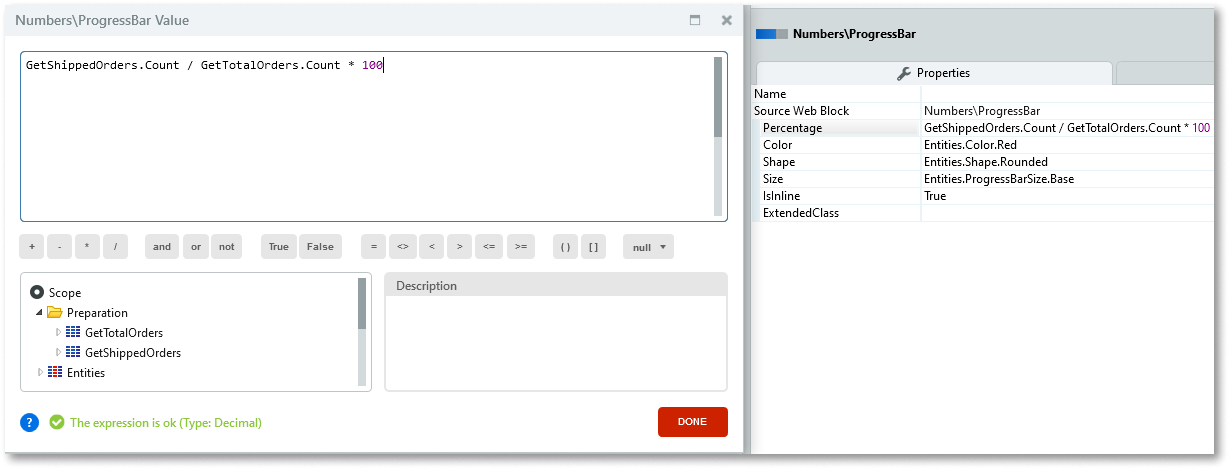 Numbers\ProgressBar Value
GetShippedOrders.Count / GetTotalOrders.Count * 100
+ - * / and or not True False = <> < > <= >= ( ) [ ] null
Scope
Preparation
GetTotalOrders
GetShippedOrders
Entities
Description
? The expression is ok (Type: Decimal)
DONE
Numbers\ProgressBar
Properties
Name
Source Web Block Numbers\ProgressBar
Percentage GetShippedOrders.Count / GetTotalOrders.Count * 100
Color Entities.Color.Red
Shape Entities.Shape.Rounded
Size Entities.ProgressBarSize.Base
IsInline True
ExtendedClass